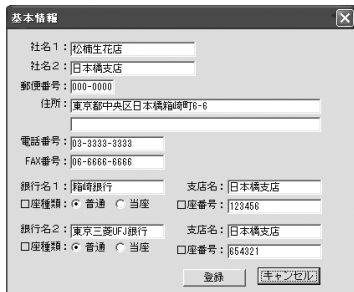 基本情報
社名1：松楠生花店
社名2：日本橋支店
郵便番号：000-0000
住所：東京都中央区日本橋箱崎町6-6
電話番号：03-3333-3333
FAX番号：06-6666-6666
銀行名1：箱崎銀行 支店名：日本橋支店
口座種類： 普通 当座 口座番号：123456
銀行名2：東京三菱UFJ銀行 支店名：日本橋支店
口座種類： 普通 当座 口座番号：654321
登録 キャンセル